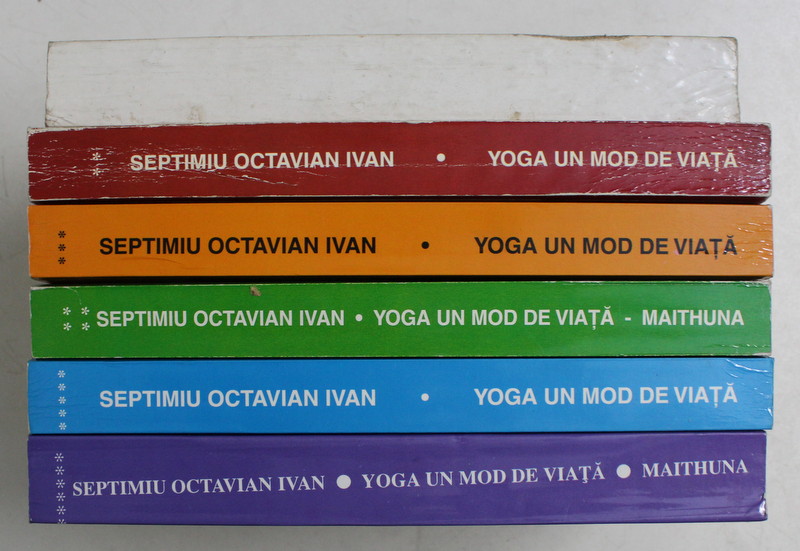 ** SEPTIMIU OCTAVIAN IVAN • YOGA UN MOD DE VIAȚĂ
*** SEPTIMIU OCTAVIAN IVAN • YOGA UN MOD DE VIAȚĂ
**** SEPTIMIU OCTAVIAN IVAN • YOGA UN MOD DE VIAȚĂ - MAITHUNA
***** SEPTIMIU OCTAVIAN IVAN • YOGA UN MOD DE VIAȚĂ
****** SEPTIMIU OCTAVIAN IVAN ● YOGA UN MOD DE VIAŢĂ ● MAITHUNA